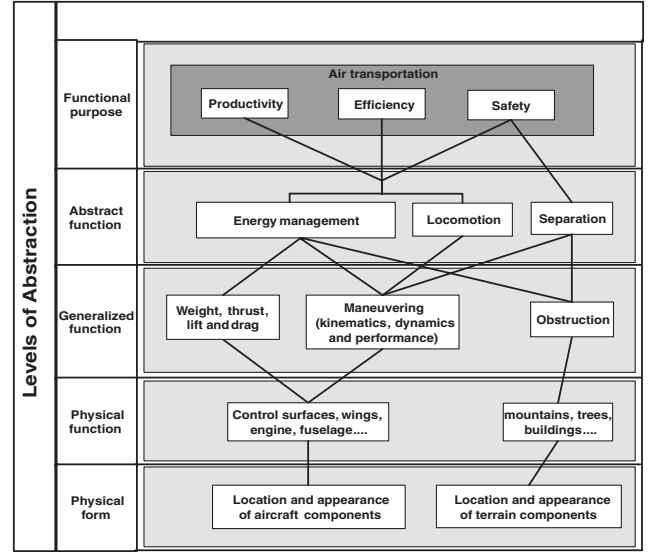 Levels of Abstraction
Functional
purpose
Air transportation
Productivity
Efficiency
Safety
Abstract
function
Energy management
Locomotion
Separation
Generalized
function
Weight, thrust,
lift and drag
Maneuvering
(kinematics, dynamics
and performance)
Obstruction
Physical
function
Control surfaces, wings,
engine, fuselage....
mountains, trees,
buildings....
Physical
form
Location and appearance
of aircraft components
Location and appearance
of terrain components